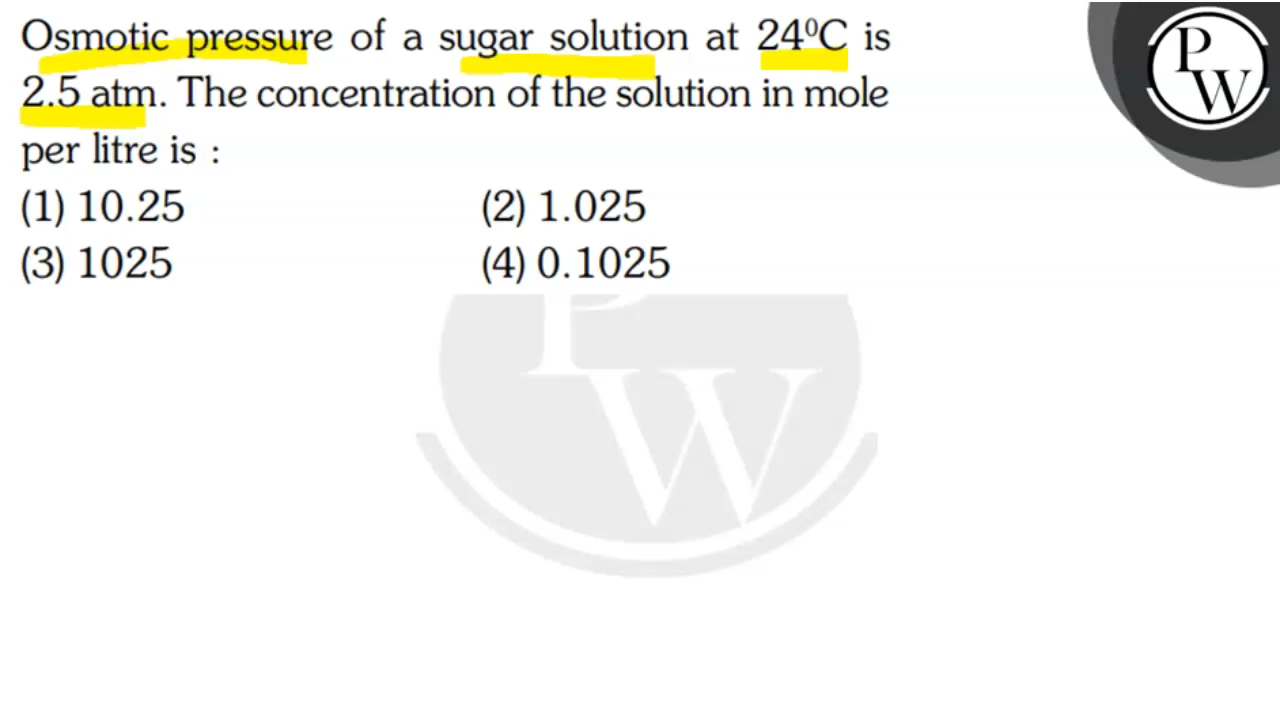 Osmotic pressure of a sugar solution at 24⁰C is
2.5 atm. The concentration of the solution in mole
per litre is :
(1) 10.25 (2) 1.025
(3) 1025 (4) 0.1025
P
W
P
W